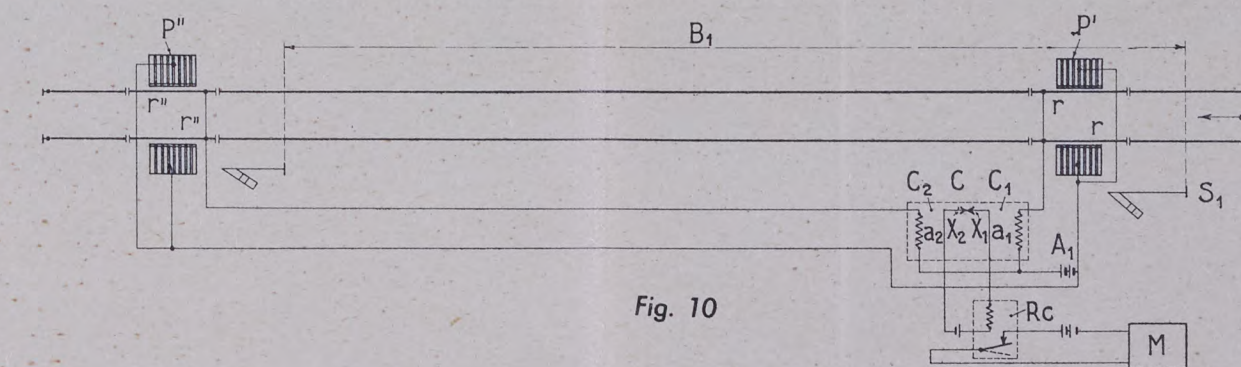 P" B₁ P'
r" r
r" r
C₂ C C₁ S₁
a₂ X₂ X₁ a₁ A₁
Fig. 10 Rc
M